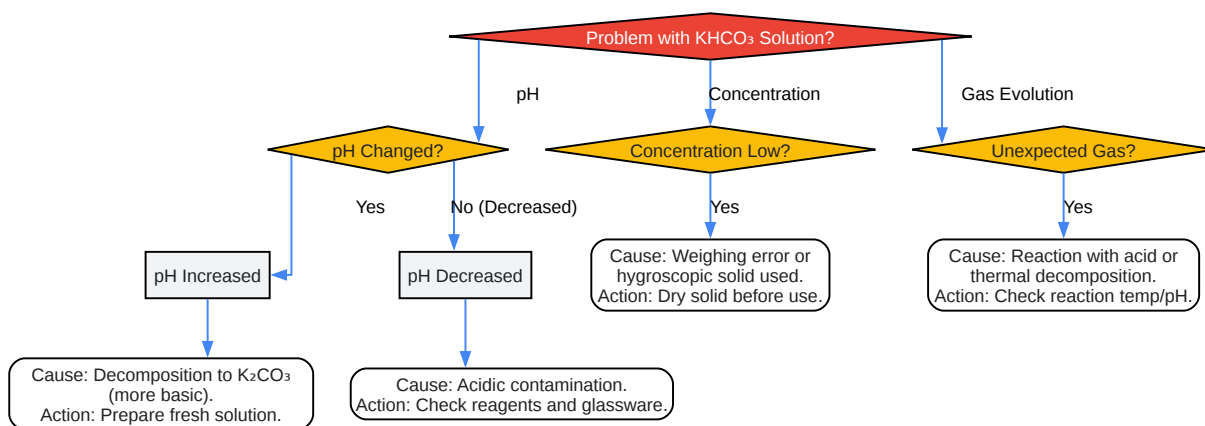 Problem with KHCO₃ Solution?
pH
Concentration
Gas Evolution
pH Changed?
Concentration Low?
Unexpected Gas?
Yes
No (Decreased)
Yes
Yes
pH Increased
pH Decreased
Cause: Weighing error or
hygroscopic solid used.
Action: Dry solid before use.
Cause: Reaction with acid or
thermal decomposition.
Action: Check reaction temp/pH.
Cause: Decomposition to K₂CO₃
(more basic).
Action: Prepare fresh solution.
Cause: Acidic contamination.
Action: Check reagents and glassware.